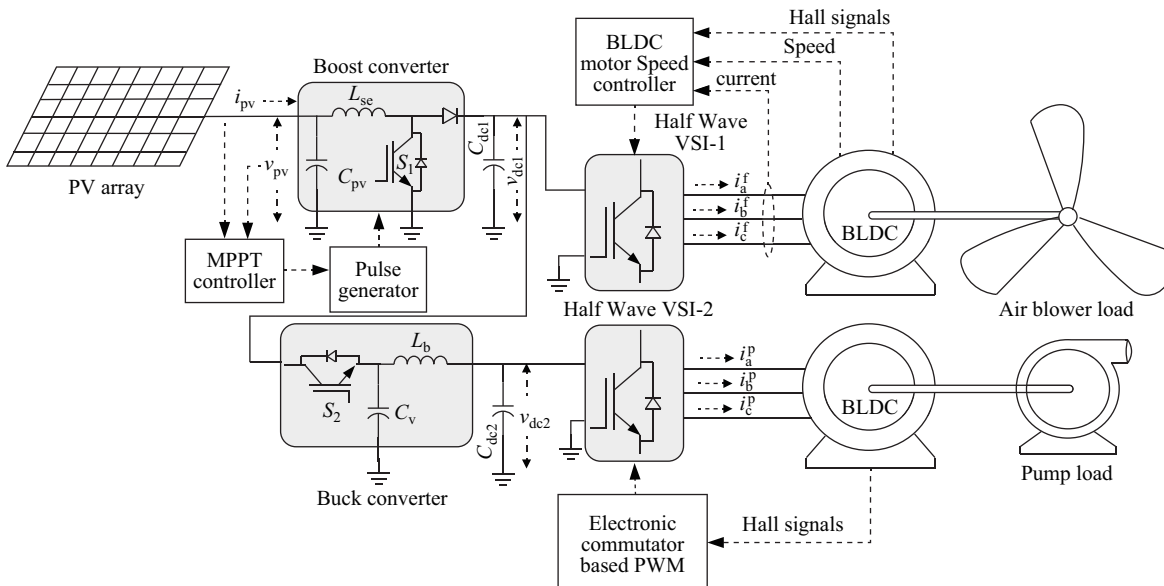 Hall signals
BLDC
motor Speed
controller
Speed
current
Boost converter
i_pv
L_se
C_dc1
v_dc1
S_1
C_pv
v_pv
PV array
Half Wave
VSI-1
i_a^f
i_b^f
i_c^f
BLDC
Air blower load
MPPT
controller
Pulse
generator
Half Wave VSI-2
L_b
S_2
C_v
C_dc2
v_dc2
i_a^p
i_b^p
i_c^p
BLDC
Pump load
Buck converter
Electronic
commutator
based PWM
Hall signals